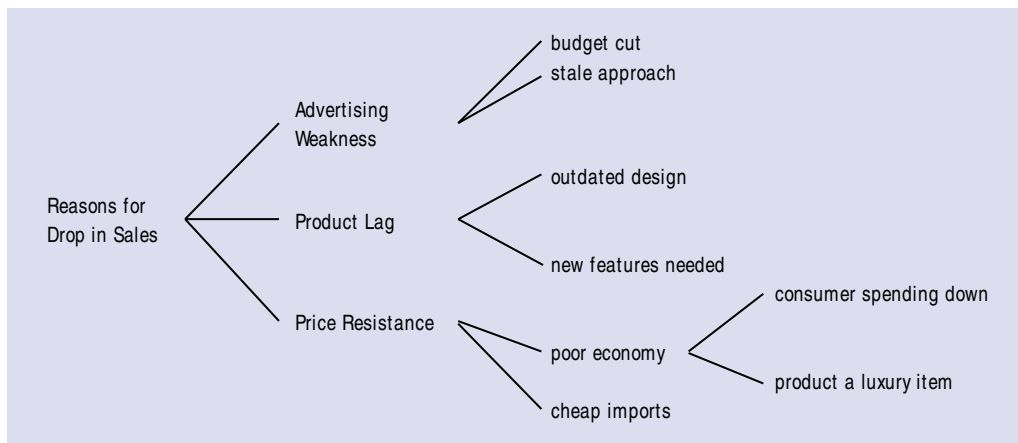 budget cut
stale approach
Advertising
Weakness
outdated design
Reasons for
Drop in Sales
Product Lag
new features needed
consumer spending down
Price Resistance
poor economy
product a luxury item
cheap imports